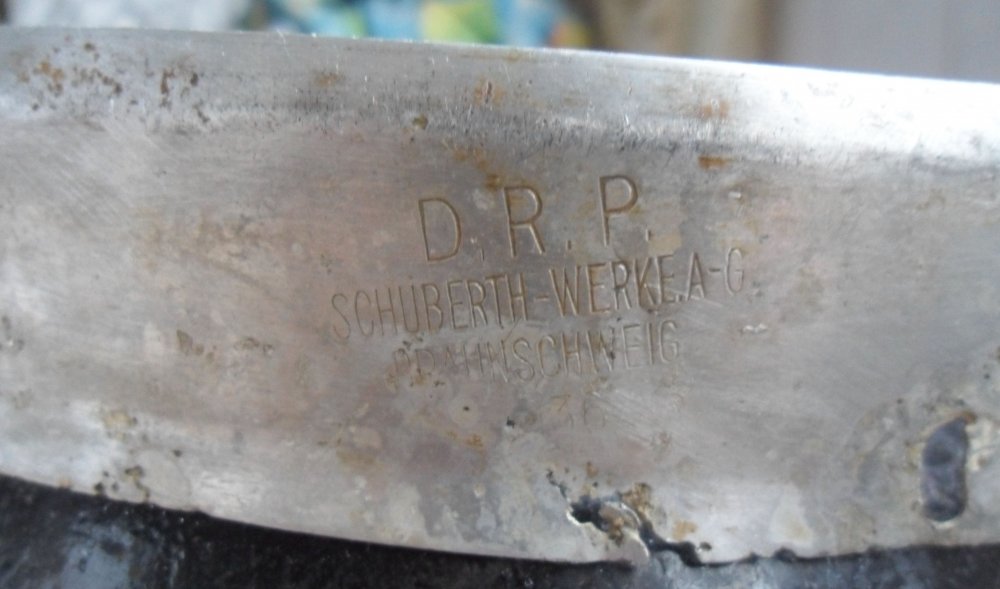 D. R. P.
SCHUBERTH-WERKE.A-G
BRAUNSCHWEIG